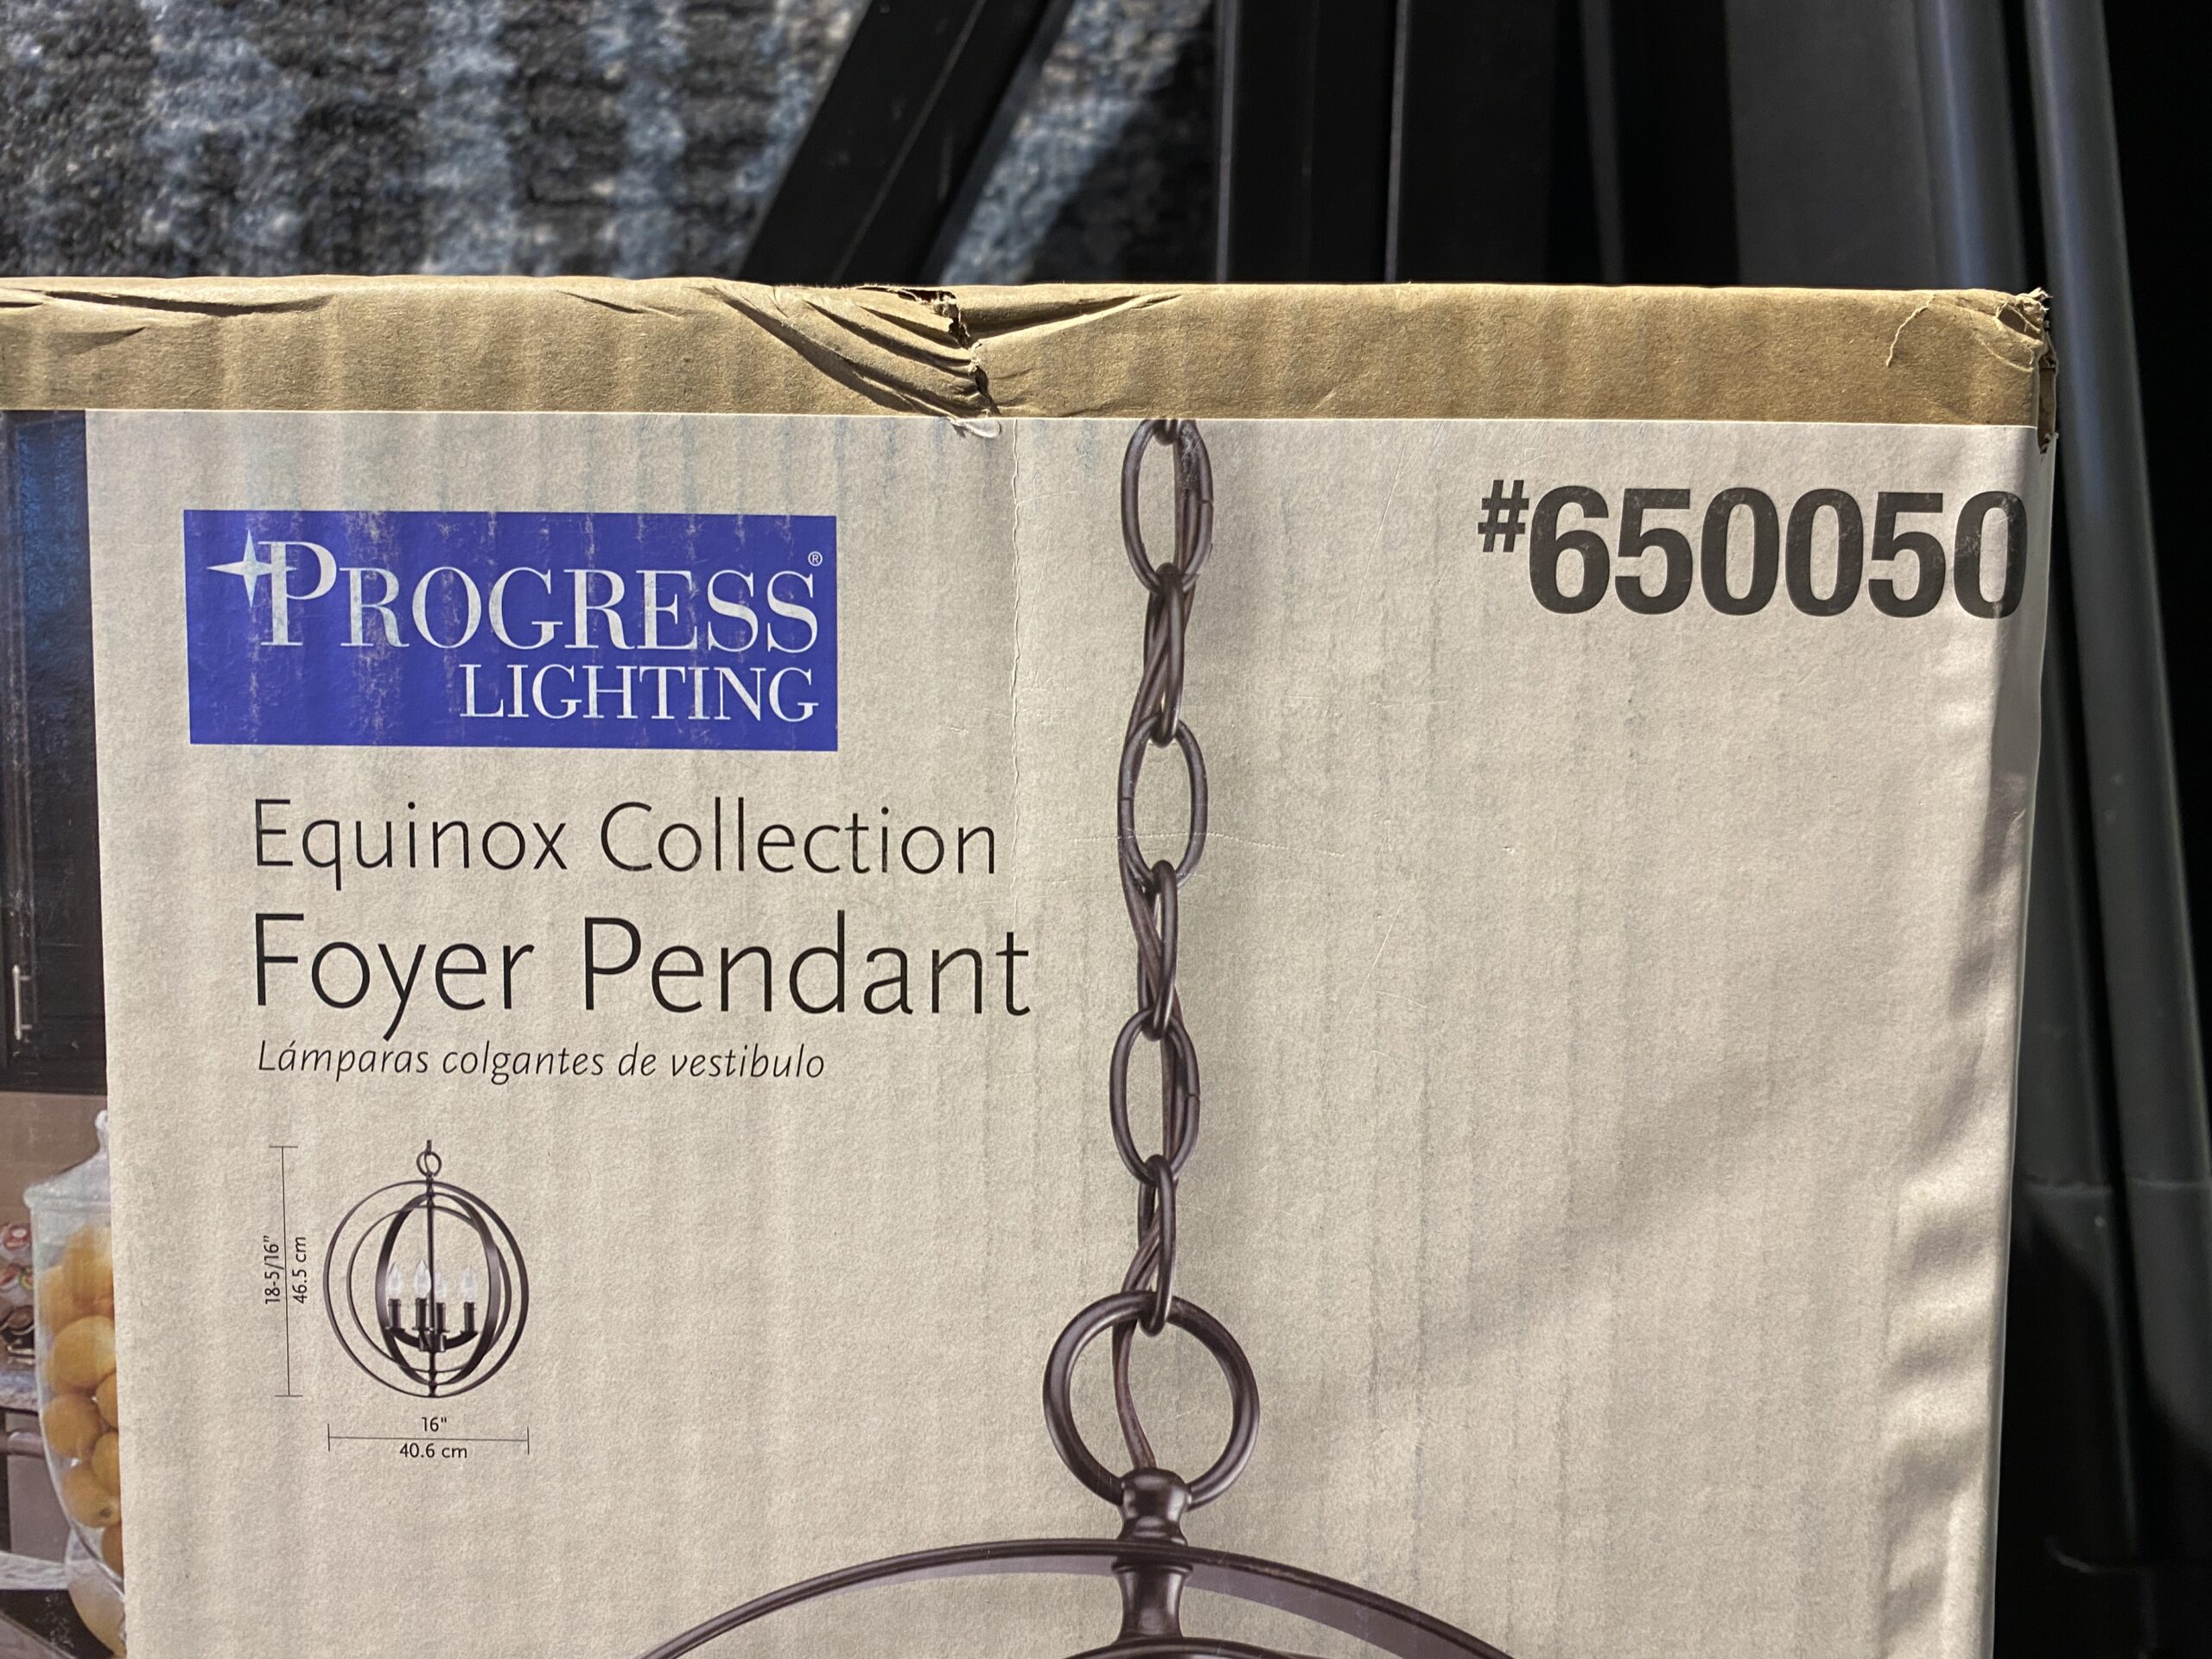 PROGRESS®
LIGHTING
#650050
Equinox Collection
Foyer Pendant
Lámparas colgantes de vestibulo
18-5/16"
46.5 cm
16"
40.6 cm